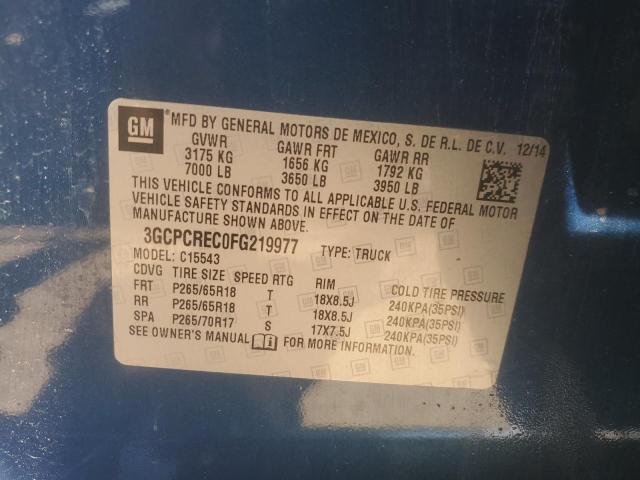 GM ® MFD BY GENERAL MOTORS DE MEXICO, S. DE R.L. DE C.V. 12/14
GVWR GAWR FRT GAWR RR
3175 KG 1656 KG 1792 KG
7000 LB 3650 LB 3950 LB
THIS VEHICLE CONFORMS TO ALL APPLICABLE U.S. FEDERAL MOTOR
VEHICLE SAFETY STANDARDS IN EFFECT ON THE DATE OF
MANUFACTURE SHOWN ABOVE.
3GCPCREC0FG219977 TYPE: TRUCK
MODEL: C15543
CDVG TIRE SIZE SPEED RTG RIM COLD TIRE PRESSURE
FRT P265/65R18 T 18X8.5J 240KPA(35PSI)
RR P265/65R18 T 18X8.5J 240KPA(35PSI)
SPA P265/70R17 S 17X7.5J 240KPA(35PSI)
SEE OWNER'S MANUAL i FOR MORE INFORMATION.